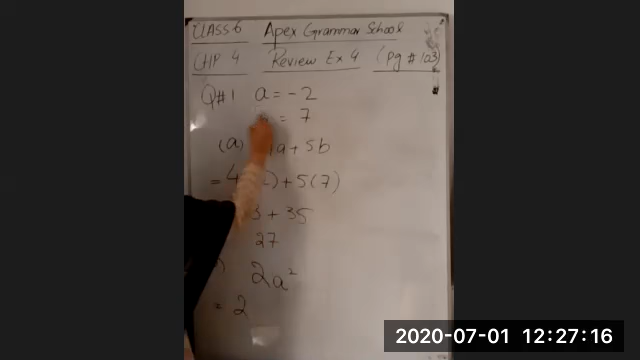 CLASS 6 Apex Grammar School
CHP 4 Review Ex 4 (pg # 103)
Q#1 a = -2
= 7
(a) a + 5b
= 4 ) + 5(7)
+ 35
27
2a²
= 2
2020-07-01 12:27:16